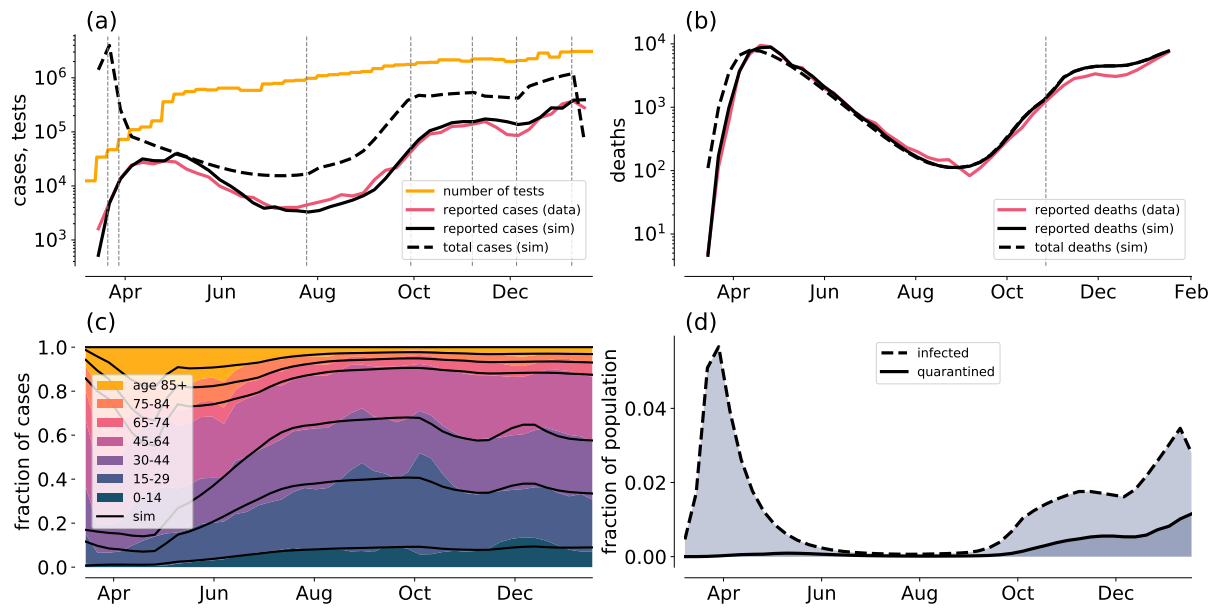 (a)
cases, tests
10^6
10^5
10^4
10^3
number of tests
reported cases (data)
reported cases (sim)
total cases (sim)
Apr Jun Aug Oct Dec
(b)
deaths
10^4
10^3
10^2
10^1
reported deaths (data)
reported deaths (sim)
total deaths (sim)
Apr Jun Aug Oct Dec Feb
(c)
fraction of cases
1.0
0.8
0.6
0.4
0.2
0.0
age 85+
75-84
65-74
45-64
30-44
15-29
0-14
sim
Apr Jun Aug Oct Dec
(d)
fraction of population
0.04
0.02
0.00
infected
quarantined
Apr Jun Aug Oct Dec